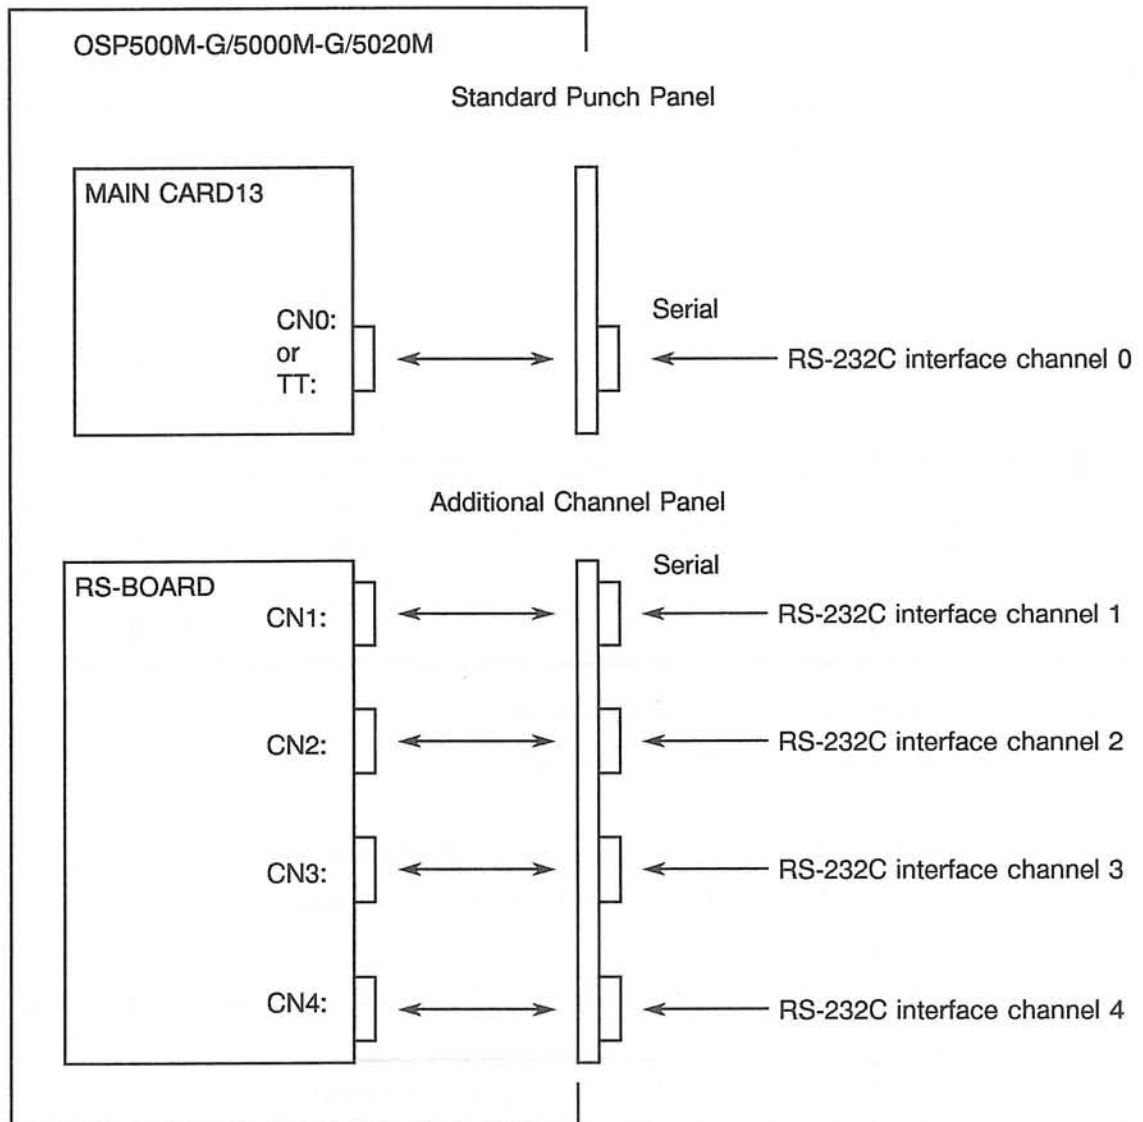 OSP500M-G/5000M-G/5020M
Standard Punch Panel
MAIN CARD13
CN0:
or
TT:
Serial
RS-232C interface channel 0
Additional Channel Panel
RS-BOARD
Serial
CN1:
RS-232C interface channel 1
CN2:
RS-232C interface channel 2
CN3:
RS-232C interface channel 3
CN4:
RS-232C interface channel 4